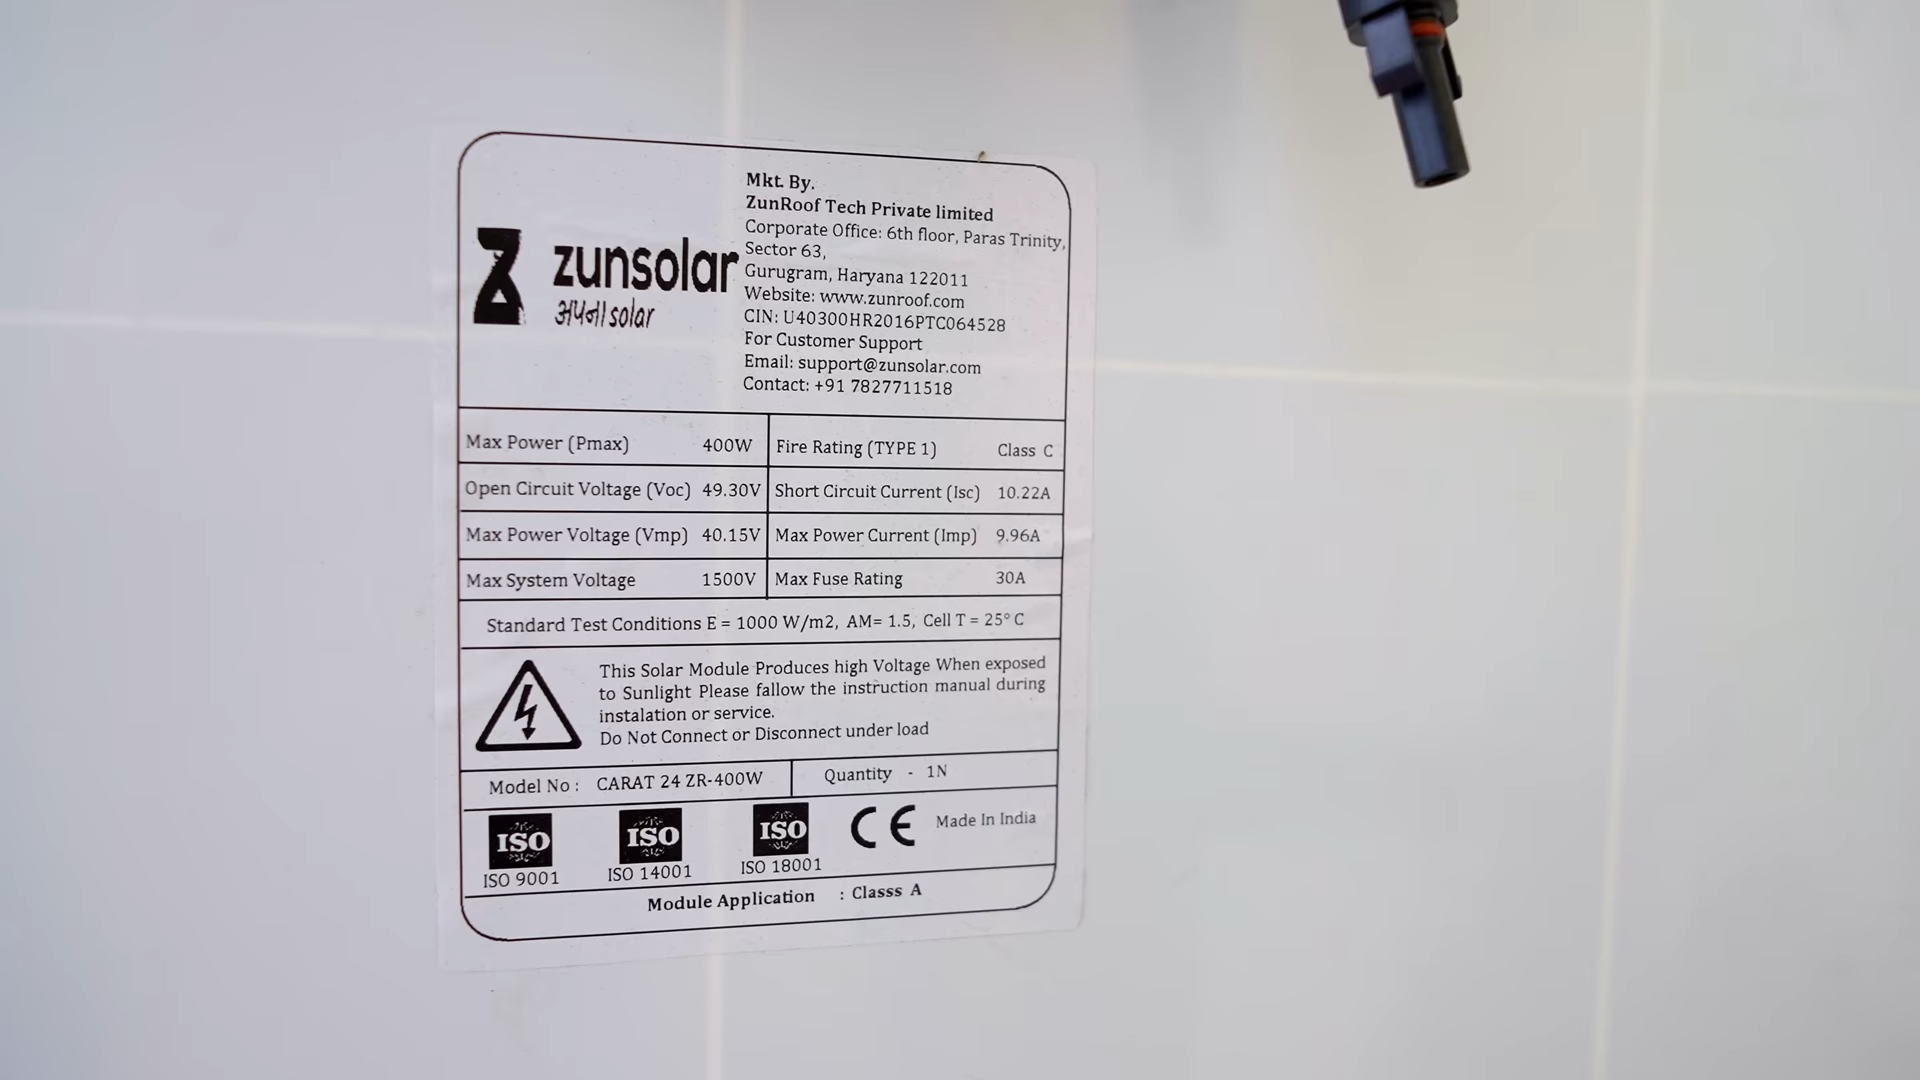 zunsolar
अपना solar
Mkt. By.
ZunRoof Tech Private limited
Corporate Office: 6th floor, Paras Trinity,
Sector 63,
Gurugram, Haryana 122011
Website: www.zunroof.com
CIN: U40300HR2016PTC064528
For Customer Support
Email: support@zunsolar.com
Contact: +91 7827711518
Max Power (Pmax) 400W Fire Rating (TYPE 1) Class C
Open Circuit Voltage (Voc) 49.30V Short Circuit Current (Isc) 10.22A
Max Power Voltage (Vmp) 40.15V Max Power Current (Imp) 9.96A
Max System Voltage 1500V Max Fuse Rating 30A
Standard Test Conditions E = 1000 W/m2, AM= 1.5, Cell T = 25° C
This Solar Module Produces high Voltage When exposed
to Sunlight Please fallow the instruction manual during
instalation or service.
Do Not Connect or Disconnect under load
Model No : CARAT 24 ZR-400W Quantity - 1N
ISO ISO ISO CE Made In India
ISO 9001 ISO 14001 ISO 18001
Module Application : Classs A